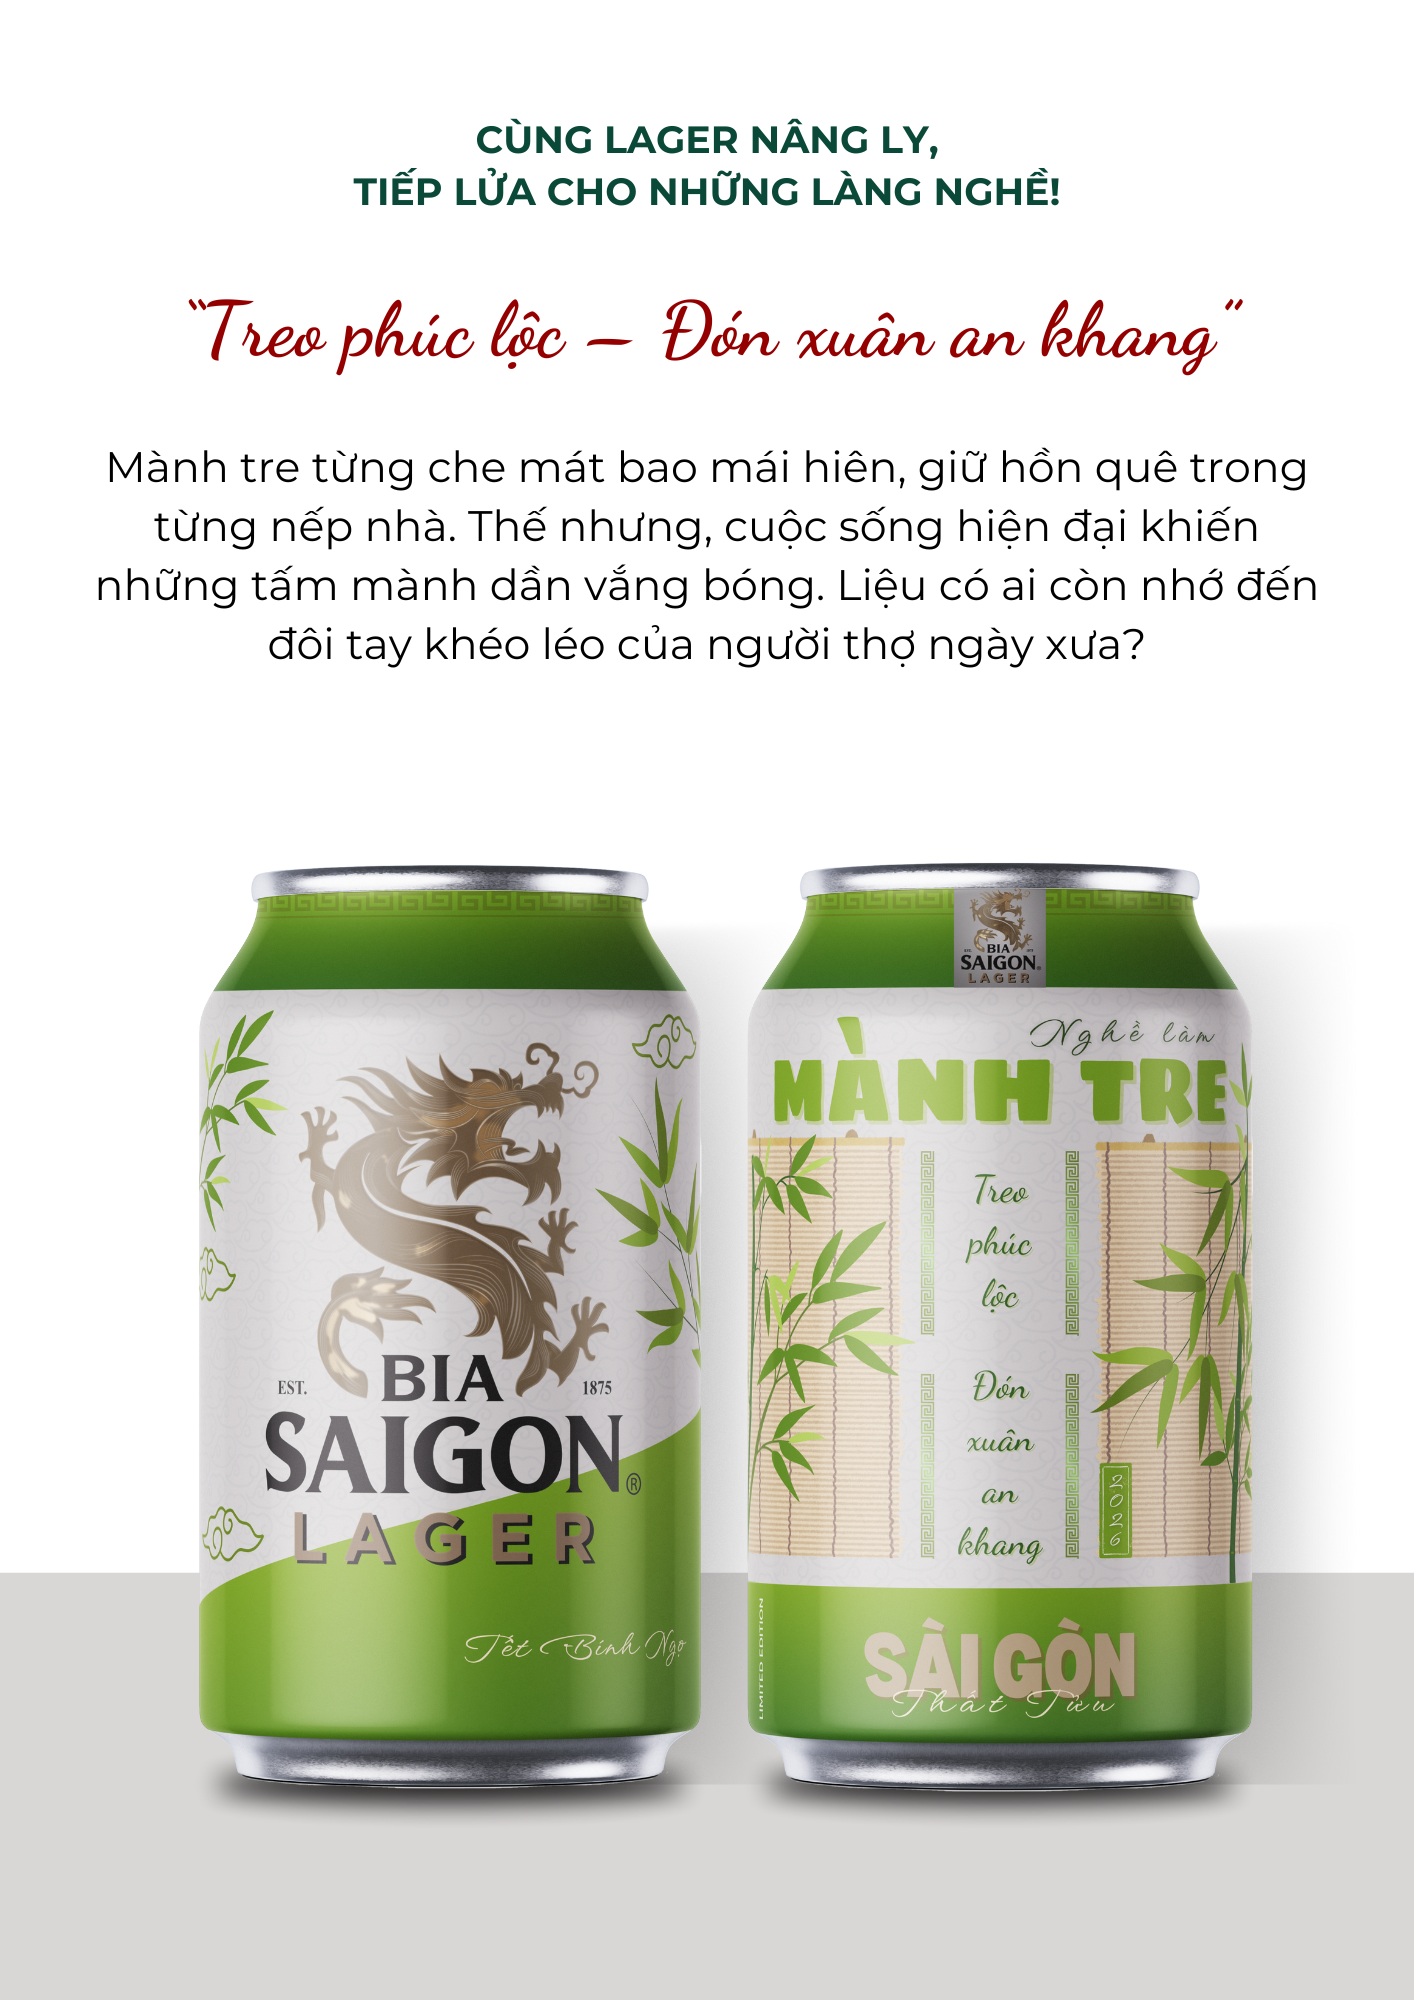 CÙNG LAGER NÂNG LY,
TIẾP LỬA CHO NHỮNG LÀNG NGHỀ!
“Treo phúc lộc – Đón xuân an khang”
Mành tre từng che mát bao mái hiên, giữ hồn quê trong
từng nếp nhà. Thế nhưng, cuộc sống hiện đại khiến
những tấm mành dần vắng bóng. Liệu có ai còn nhớ đến
đôi tay khéo léo của người thợ ngày xưa?
EST. BIA 1875
SAIGON®
LAGER
Tết Bính Ngọ
BIA
SAIGON®
LAGER
Nghề làm
MÀNH TRE
Treo
phúc
lộc
Đón
xuân
an
khang
2026
LIMITED EDITION
SÀI GÒN
Thất Tửu